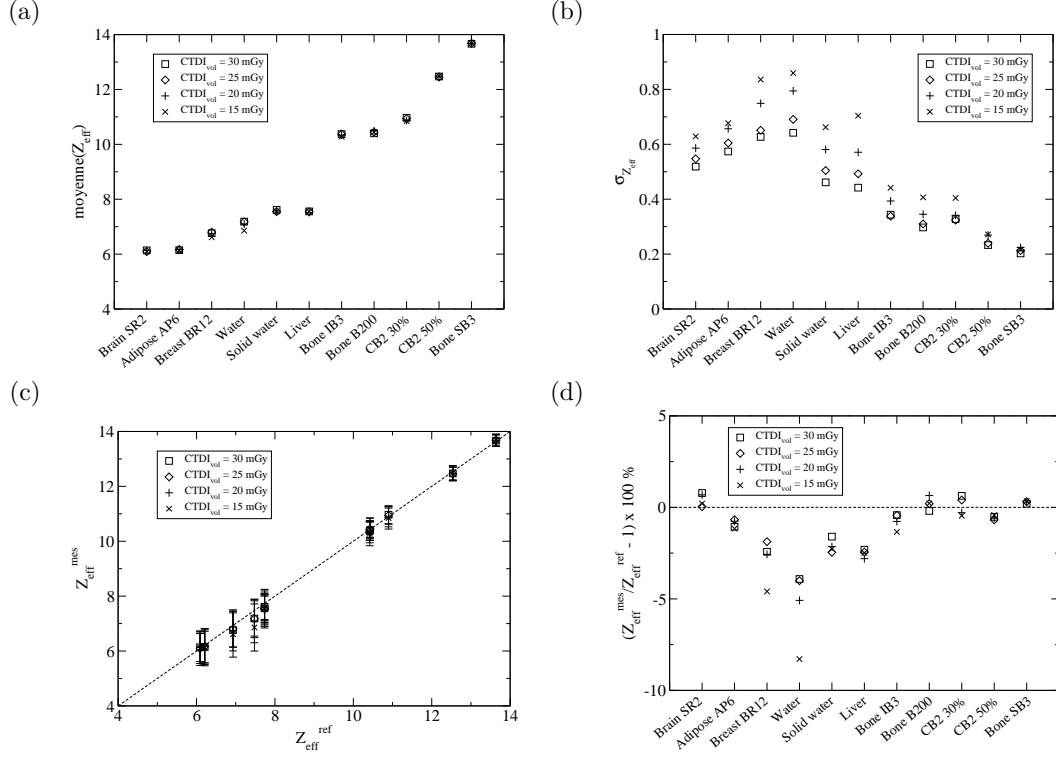 (a)
14
12
10
8
6
4
moyenne(Z_eff)
CTDI_vol = 30 mGy
CTDI_vol = 25 mGy
CTDI_vol = 20 mGy
CTDI_vol = 15 mGy
Brain SR2
Adipose AP6
Breast BR12
Water
Solid water
Liver
Bone IB3
Bone B200
CB2 30%
CB2 50%
Bone SB3
(b)
1
0.8
0.6
0.4
0.2
0
σ_Z_eff
CTDI_vol = 30 mGy
CTDI_vol = 25 mGy
CTDI_vol = 20 mGy
CTDI_vol = 15 mGy
Brain SR2
Adipose AP6
Breast BR12
Water
Solid water
Liver
Bone IB3
Bone B200
CB2 30%
CB2 50%
Bone SB3
(c)
14
12
10
8
6
4
Z_eff^mes
CTDI_vol = 30 mGy
CTDI_vol = 25 mGy
CTDI_vol = 20 mGy
CTDI_vol = 15 mGy
4 6 8 10 12 14
Z_eff^ref
(d)
5
0
-5
-10
(Z_eff^mes/Z_eff^ref - 1) x 100 %
CTDI_vol = 30 mGy
CTDI_vol = 25 mGy
CTDI_vol = 20 mGy
CTDI_vol = 15 mGy
Brain SR2
Adipose AP6
Breast BR12
Water
Solid water
Liver
Bone IB3
Bone B200
CB2 30%
CB2 50%
Bone SB3